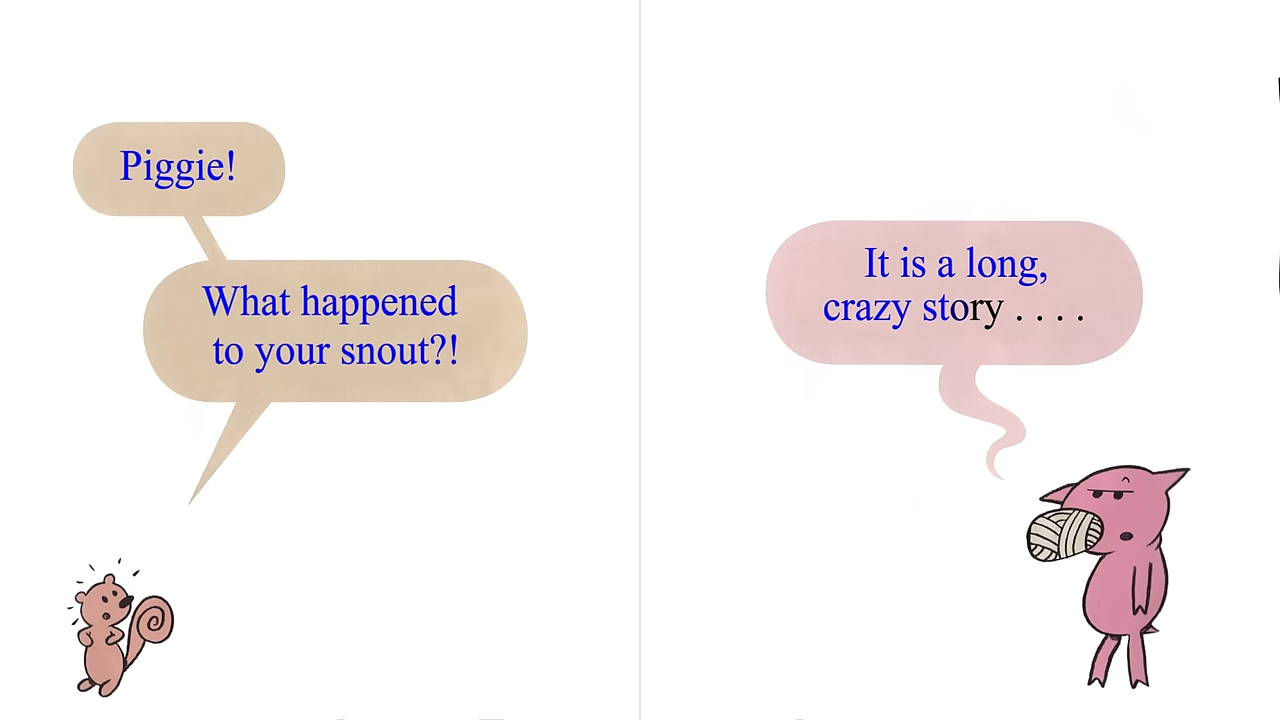 Piggie!
What happened
to your snout?!
It is a long,
crazy story . . . .